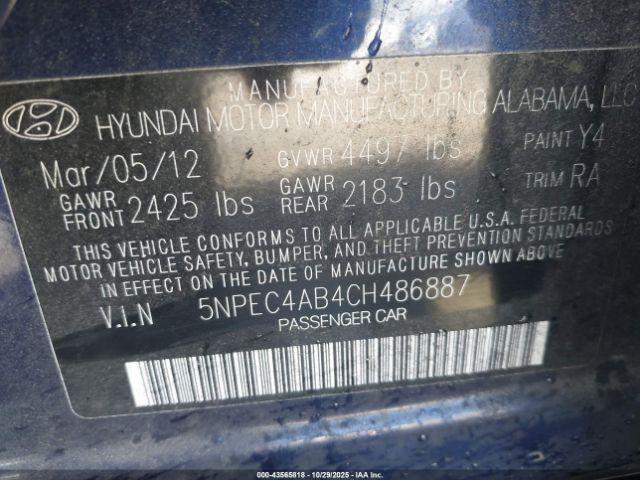 MANUFACTURED BY
HYUNDAI MOTOR MANUFACTURING ALABAMA, LLC
Mar/05/12 GVWR 4497 lbs PAINT Y4
GAWR FRONT 2425 lbs GAWR REAR 2183 lbs TRIM RA
THIS VEHICLE CONFORMS TO ALL APPLICABLE U.S.A. FEDERAL
MOTOR VEHICLE SAFETY, BUMPER, AND THEFT PREVENTION STANDARDS
IN EFFECT ON THE DATE OF MANUFACTURE SHOWN ABOVE
V.I.N 5NPEC4AB4CH486887
PASSENGER CAR
000-43565818 | 10/29/2025 | IAA Inc.